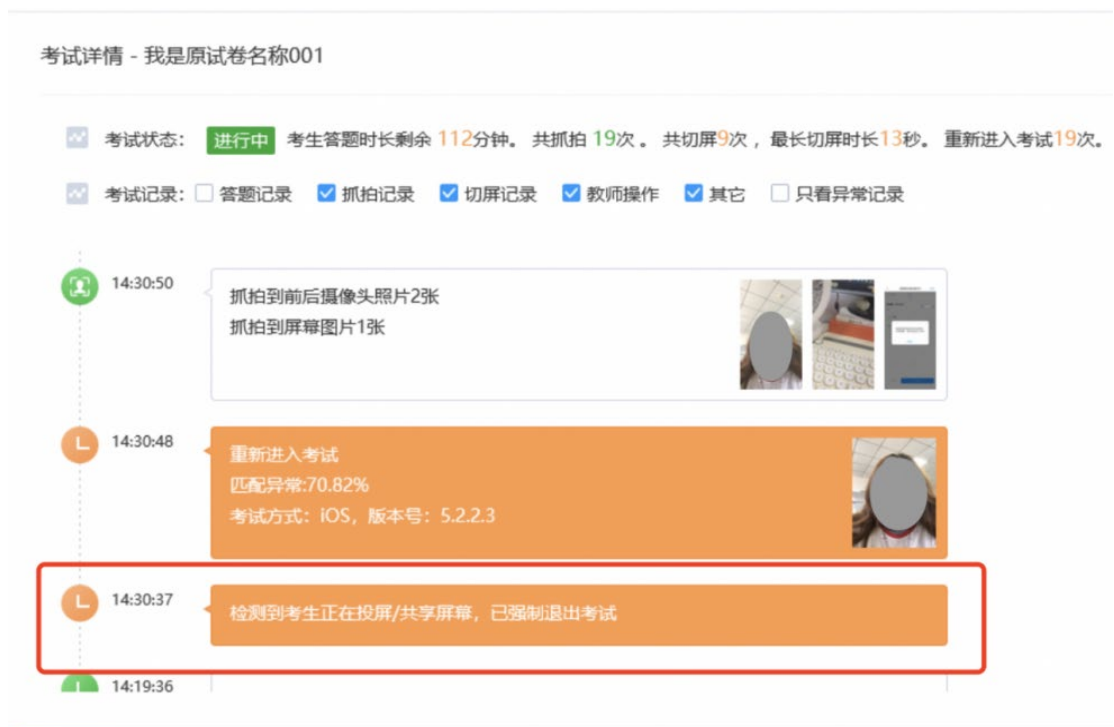 考试详情 - 我是原试卷名称001
考试状态： 进行中 考生答题时长剩余 112分钟。 共抓拍 19次 。 共切屏9次 ，最长切屏时长13秒。 重新进入考试19次。
考试记录： 答题记录 抓拍记录 切屏记录 教师操作 其它 只看异常记录
14:30:50
抓拍到前后摄像头照片2张
抓拍到屏幕图片1张
14:30:48
重新进入考试
匹配异常:70.82%
考试方式：iOS，版本号：5.2.2.3
14:30:37
检测到考生正在投屏/共享屏幕，已强制退出考试
14:19:36